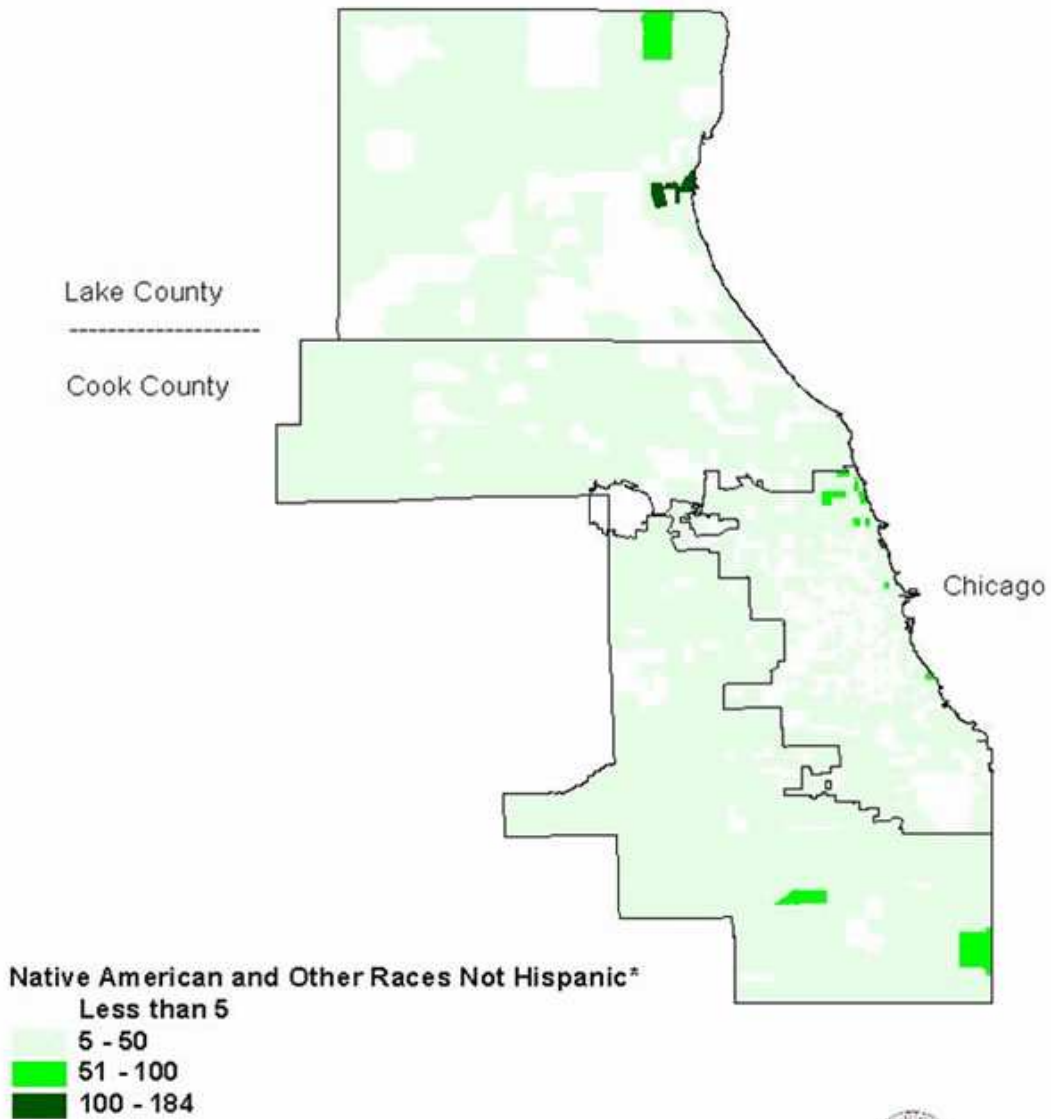 Lake County
--------------------
Cook County
Chicago
Native American and Other Races Not Hispanic*
Less than 5
5 - 50
51 - 100
100 - 184